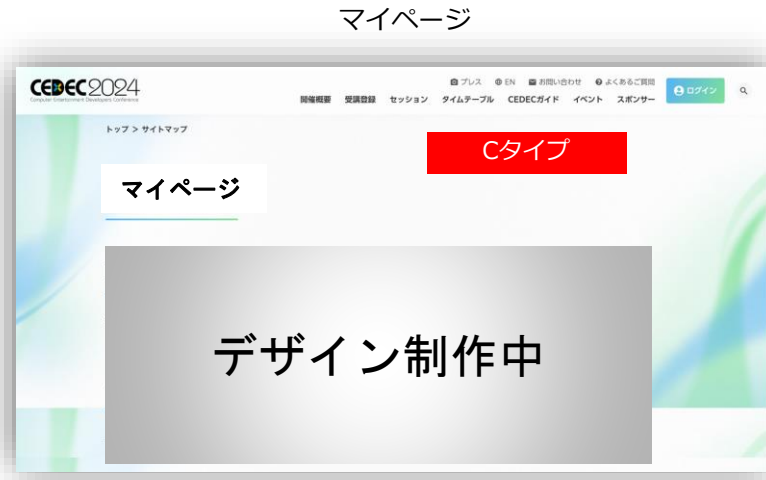 マイページ
CEDEC2024
Computer Entertainment Developers Conference
プレス EN お問い合わせ よくあるご質問
ログイン
開催概要 受講登録 セッション タイムテーブル CEDECガイド イベント スポンサー
トップ > サイトマップ
Cタイプ
マイページ
デザイン制作中